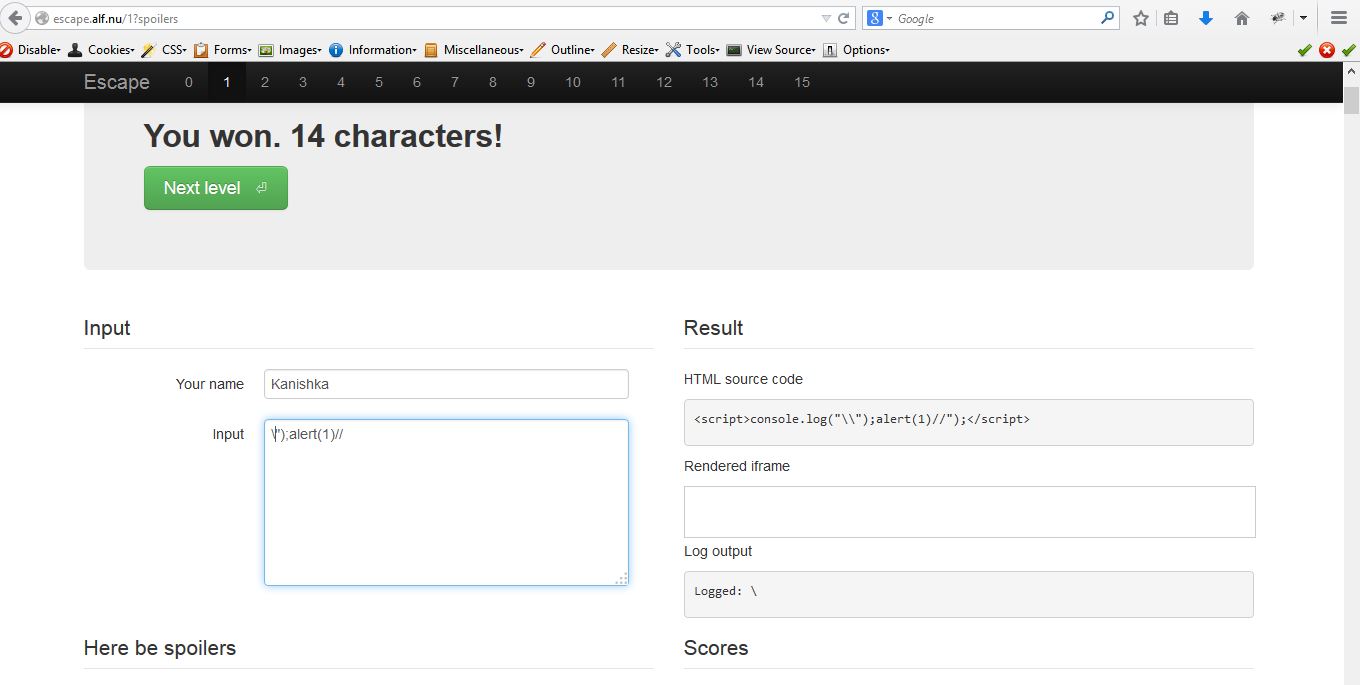 escape.alf.nu/1?spoilers
Google
Disable Cookies CSS Forms Images Information Miscellaneous Outline Resize Tools View Source Options
Escape 0 1 2 3 4 5 6 7 8 9 10 11 12 13 14 15
You won. 14 characters!
Next level ⏎
Input
Your name Kanishka
Input \");alert(1)//
Result
HTML source code
<script>console.log("\\");alert(1)//");</script>
Rendered iframe
Log output
Logged: \
Here be spoilers
Scores